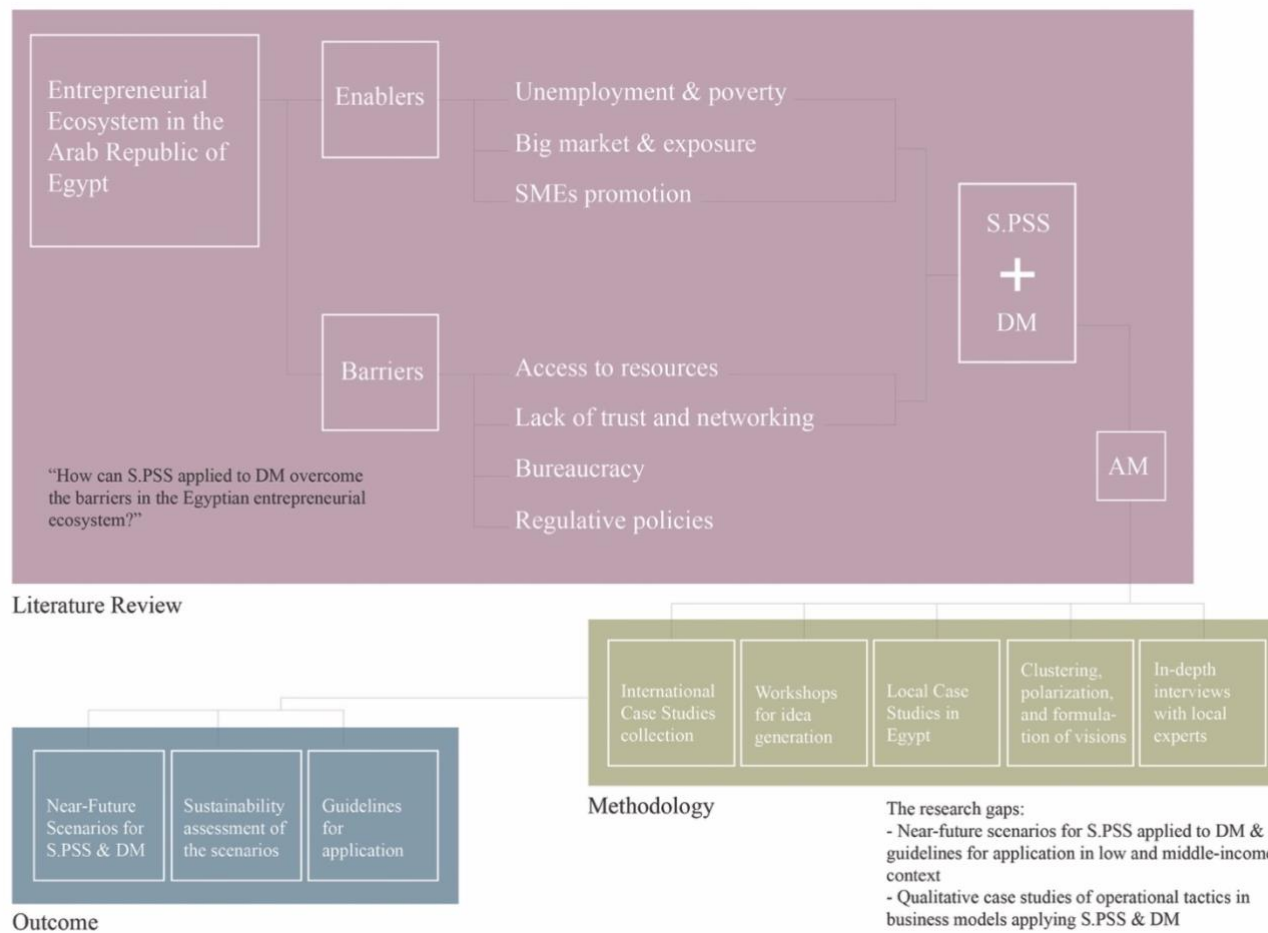 Entrepreneurial
Ecosystem in the
Arab Republic of
Egypt
Enablers
Unemployment & poverty
Big market & exposure
SMEs promotion
S.PSS
+
DM
Barriers
Access to resources
Lack of trust and networking
Bureaucracy
Regulative policies
AM
“How can S.PSS applied to DM overcome
the barriers in the Egyptian entrepreneurial
ecosystem?”
Literature Review
International
Case Studies
collection
Workshops
for idea
generation
Local Case
Studies in
Egypt
Clustering,
polarization,
and formula-
tion of visions
In-depth
interviews
with local
experts
Methodology
Near-Future
Scenarios for
S.PSS & DM
Sustainability
assessment of
the scenarios
Guidelines
for
application
Outcome
The research gaps:
- Near-future scenarios for S.PSS applied to DM &
guidelines for application in low and middle-income
context
- Qualitative case studies of operational tactics in
business models applying S.PSS & DM